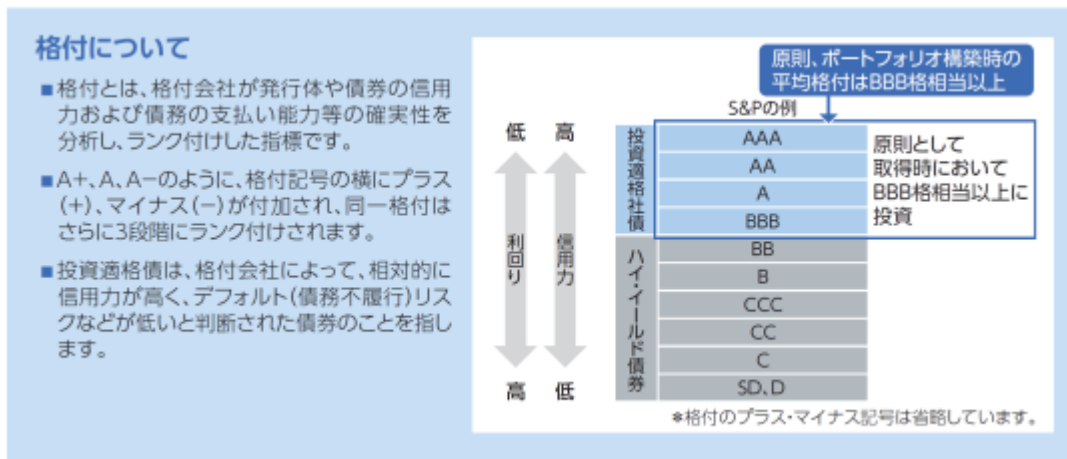 格付について
■格付とは、格付会社が発行体や債券の信用
力および債務の支払い能力等の確実性を
分析し、ランク付けした指標です。
■A+、A、A−のように、格付記号の横にプラス
(+)、マイナス(−)が付加され、同一格付は
さらに3段階にランク付けされます。
■投資適格債は、格付会社によって、相対的に
信用力が高く、デフォルト(債務不履行)リス
クなどが低いと判断された債券のことを指し
ます。
原則、ポートフォリオ構築時の
平均格付はBBB格相当以上
S&Pの例
低 高
利回り
信用力
高 低
投資適格社債
AAA
AA
A
BBB
原則として
取得時において
BBB格相当以上に
投資
ハイ・イールド債券
BB
B
CCC
CC
C
SD、D
*格付のプラス・マイナス記号は省略しています。